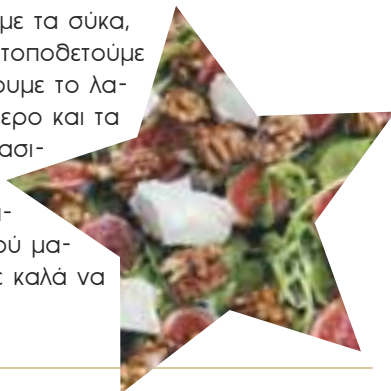 με τα σύκα,
τοποθετούμε
ουμε το λα-
ερο και τα
ασι-
ι-
ού μα-
ε καλά να